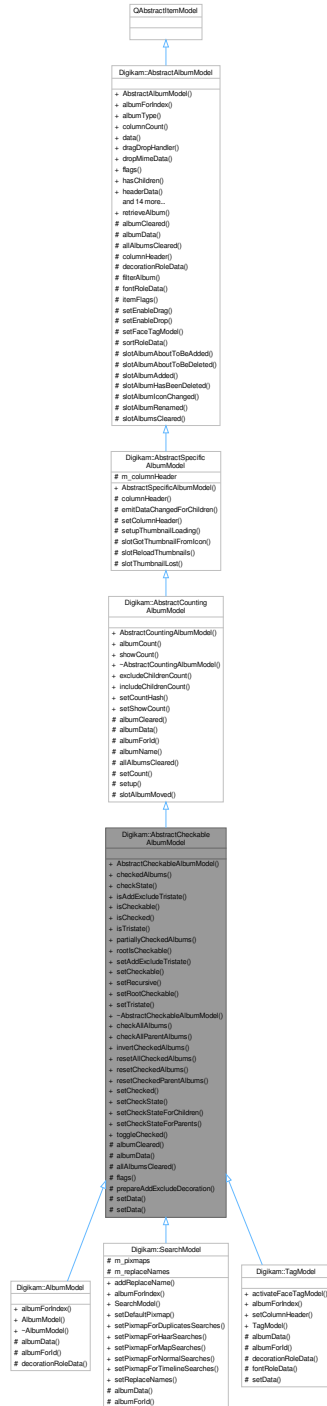 QAbstractItemModel
Digikam::AbstractAlbumModel
+ AbstractAlbumModel()
+ albumForIndex()
+ albumType()
+ columnCount()
+ data()
+ dragDropHandler()
+ dropMimeData()
+ flags()
+ hasChildren()
+ headerData()
and 14 more...
+ retrieveAlbum()
# albumCleared()
# albumData()
# allAlbumsCleared()
# columnHeader()
# decorationRoleData()
# filterAlbum()
# fontRoleData()
# itemFlags()
# setEnableDrag()
# setEnableDrop()
# setFaceTagModel()
# sortRoleData()
# slotAlbumAboutToBeAdded()
# slotAlbumAboutToBeDeleted()
# slotAlbumAdded()
# slotAlbumHasBeenDeleted()
# slotAlbumIconChanged()
# slotAlbumRenamed()
# slotAlbumsCleared()
Digikam::AbstractSpecific
AlbumModel
# m_columnHeader
+ AbstractSpecificAlbumModel()
# columnHeader()
# emitDataChangedForChildren()
# setColumnHeader()
# setupThumbnailLoading()
# slotGotThumbnailFromIcon()
# slotReloadThumbnails()
# slotThumbnailLost()
Digikam::AbstractCounting
AlbumModel
+ AbstractCountingAlbumModel()
+ albumCount()
+ showCount()
+ ~AbstractCountingAlbumModel()
+ excludeChildrenCount()
+ includeChildrenCount()
+ setCountHash()
+ setShowCount()
# albumCleared()
# albumData()
# albumForId()
# albumName()
# allAlbumsCleared()
# setCount()
# setup()
# slotAlbumMoved()
Digikam::AbstractCheckable
AlbumModel
+ AbstractCheckableAlbumModel()
+ checkedAlbums()
+ checkState()
+ isAddExcludeTristate()
+ isCheckable()
+ isChecked()
+ isTristate()
+ partiallyCheckedAlbums()
+ rootIsCheckable()
+ setAddExcludeTristate()
+ setCheckable()
+ setRecursive()
+ setRootCheckable()
+ setTristate()
+ ~AbstractCheckableAlbumModel()
+ checkAllAlbums()
+ checkAllParentAlbums()
+ invertCheckedAlbums()
+ resetAllCheckedAlbums()
+ resetCheckedAlbums()
+ resetCheckedParentAlbums()
+ setChecked()
+ setCheckState()
+ setCheckStateForChildren()
+ setCheckStateForParents()
+ toggleChecked()
# albumCleared()
# albumData()
# allAlbumsCleared()
# flags()
# prepareAddExcludeDecoration()
# setData()
# setData()
Digikam::AlbumModel
+ albumForIndex()
+ AlbumModel()
+ ~AlbumModel()
# albumData()
# albumForId()
# decorationRoleData()
Digikam::SearchModel
# m_pixmaps
# m_replaceNames
+ addReplaceName()
+ albumForIndex()
+ SearchModel()
+ setDefaultPixmap()
+ setPixmapForDuplicatesSearches()
+ setPixmapForHaarSearches()
+ setPixmapForMapSearches()
+ setPixmapForNormalSearches()
+ setPixmapForTimelineSearches()
+ setReplaceNames()
# albumData()
# albumForId()
Digikam::TagModel
+ activateFaceTagModel()
+ albumForIndex()
+ setColumnHeader()
+ TagModel()
# albumData()
# albumForId()
# decorationRoleData()
# fontRoleData()
# setData()